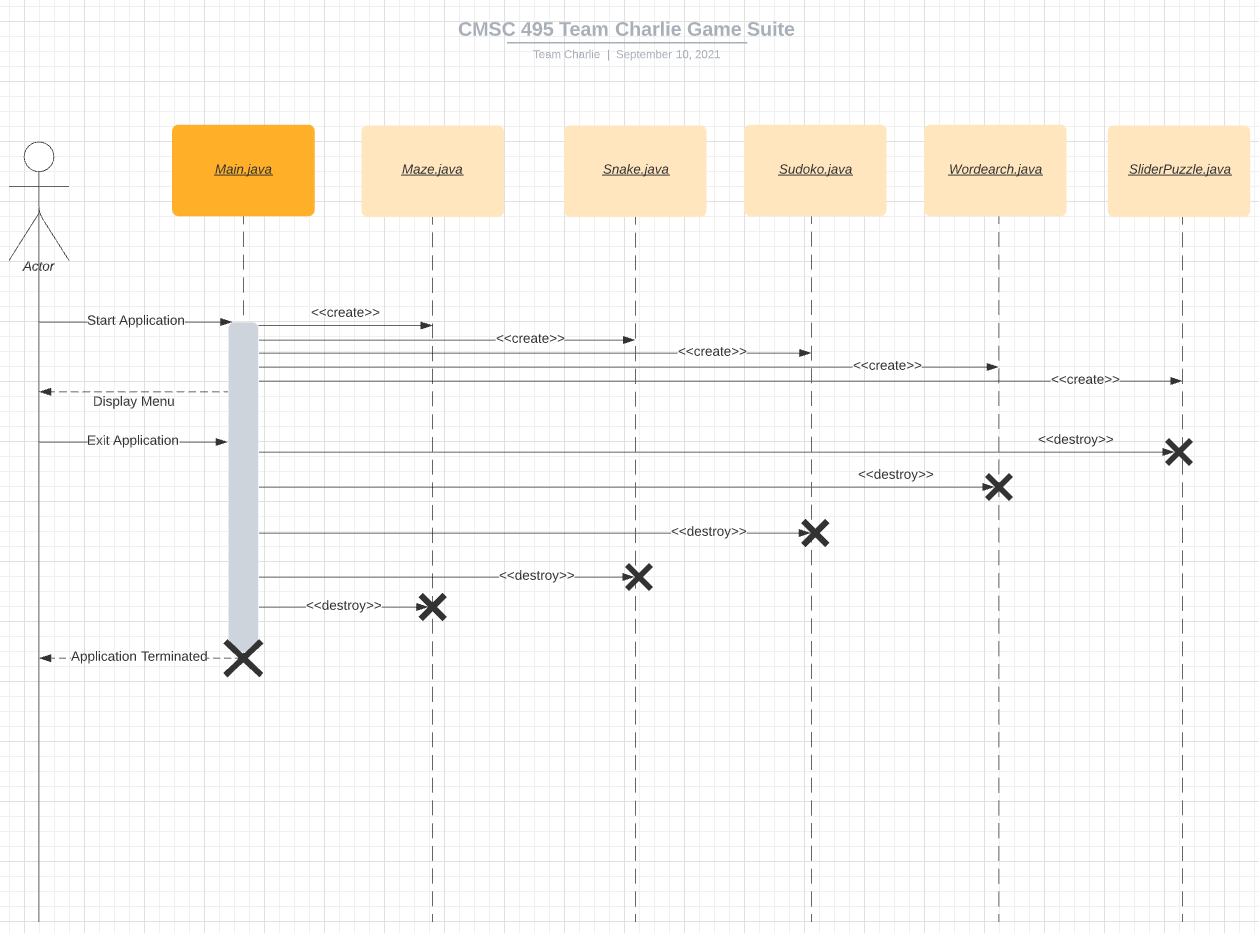 CMSC 495 Team Charlie Game Suite
Team Charlie | September 10, 2021
Main.java
Maze.java
Snake.java
Sudoko.java
Wordearch.java
SliderPuzzle.java
Actor
Start Application
<<create>>
<<create>>
<<create>>
<<create>>
<<create>>
Display Menu
Exit Application
<<destroy>>
<<destroy>>
<<destroy>>
<<destroy>>
<<destroy>>
Application Terminated